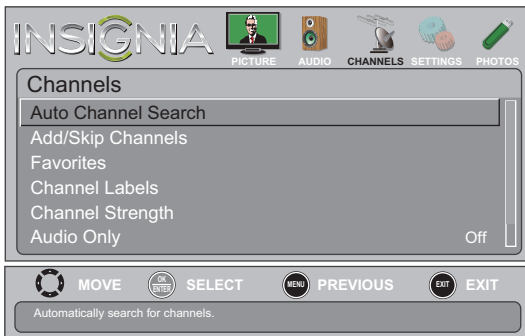 INSIGNIA
PICTURE AUDIO CHANNELS SETTINGS PHOTOS
Channels
Auto Channel Search
Add/Skip Channels
Favorites
Channel Labels
Channel Strength
Audio Only Off
MOVE OK ENTER SELECT MENU PREVIOUS EXIT EXIT
Automatically search for channels.